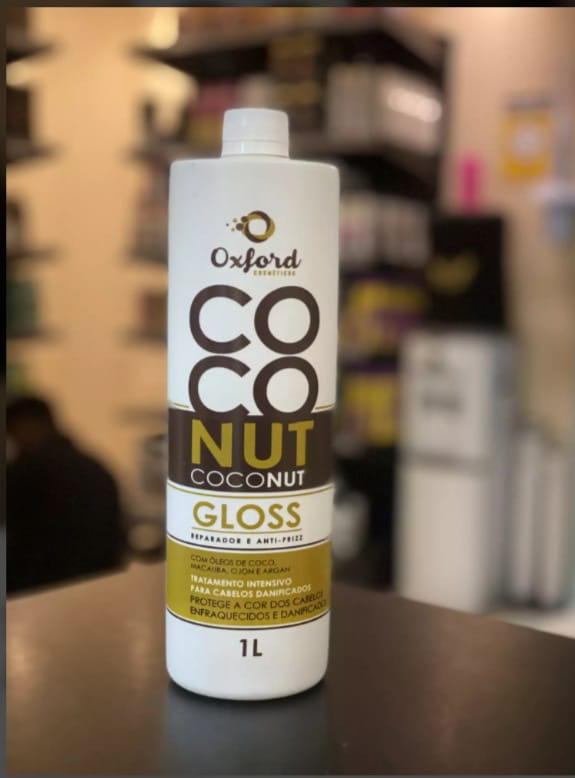 Oxford
COSMÉTICOS
CO
CO
NUT
COCONUT
GLOSS
REPARADOR E ANTI-FRIZZ
COM ÓLEOS DE COCO,
MACAÚBA, OJON E ARGAN
TRATAMENTO INTENSIVO
PARA CABELOS DANIFICADOS
PROTEGE A COR DOS CABELOS
ENFRAQUECIDOS E DANIFICADOS
1L